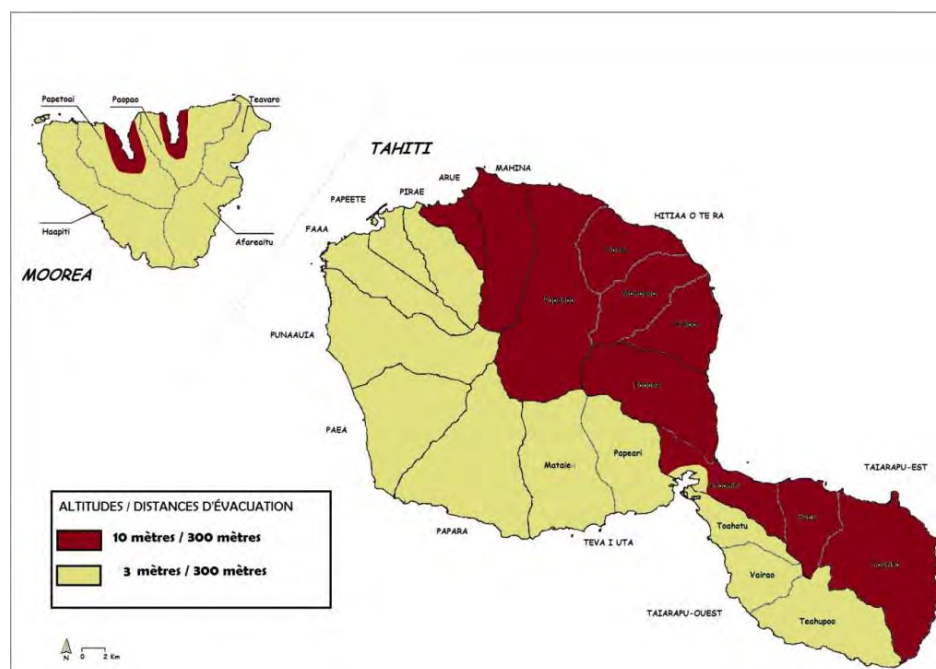 Papetoai
Paopao
Teavaro
Haapiti
Afareaitu
MOOREA
TAHITI
MAHINA
ARUE
PIRAE
PAPEETE
FAAA
HITIAA O TE RA
Papenoo
PUNAAUIA
PAEA
Mataiea
Papeari
TAIARAPU-EST
Toahotu
PAPARA
TEVA I UTA
Vairao
TAIARAPU-OUEST
Teahupoo
ALTITUDES / DISTANCES D'ÉVACUATION
10 mètres / 300 mètres
3 mètres / 300 mètres
N
0 2 Km